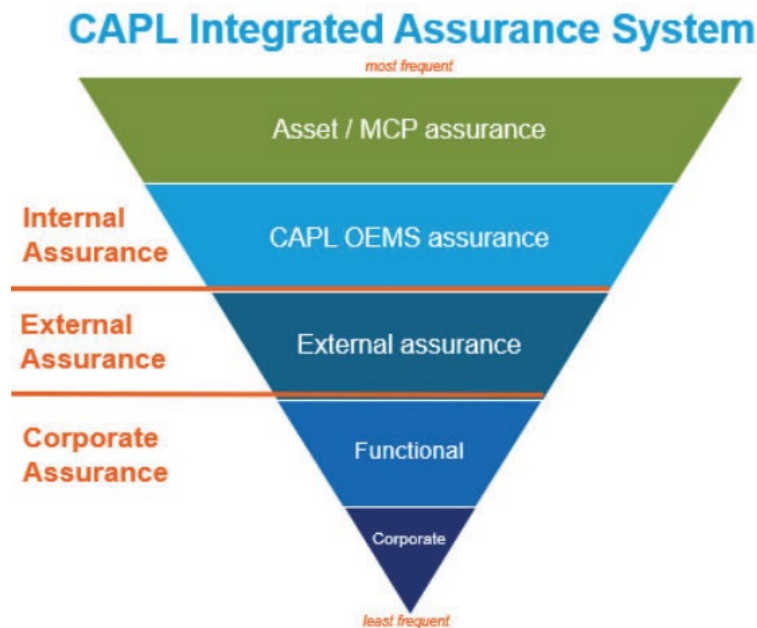 CAPL Integrated Assurance System
most frequent
Asset / MCP assurance
Internal
Assurance
CAPL OEMS assurance
External
Assurance
External assurance
Corporate
Assurance
Functional
Corporate
least frequent